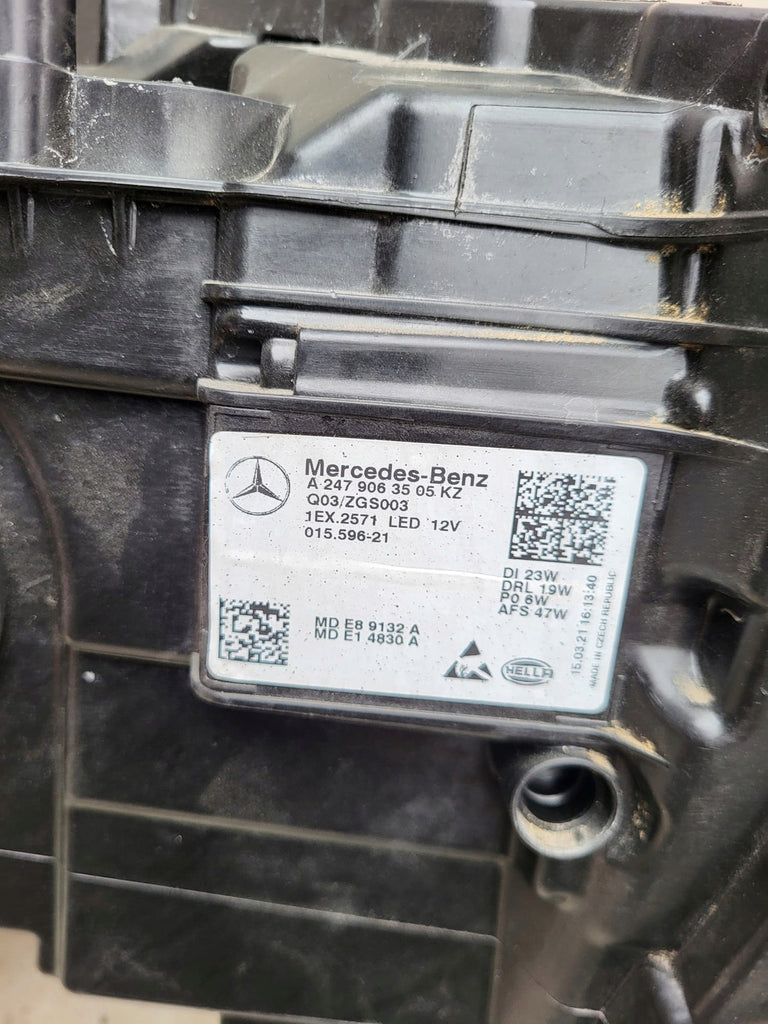 Mercedes-Benz
A 247 906 35 05 KZ
Q03/ZGS003
1EX.2571 LED 12V
015.596-21
DI 23W
DRL 19W
PO 6W
AFS 47W
MD E8 9132 A
MD E1 4830 A
HELLA
15.03.21 16:13:40
MADE IN CZECH REPUBLIC